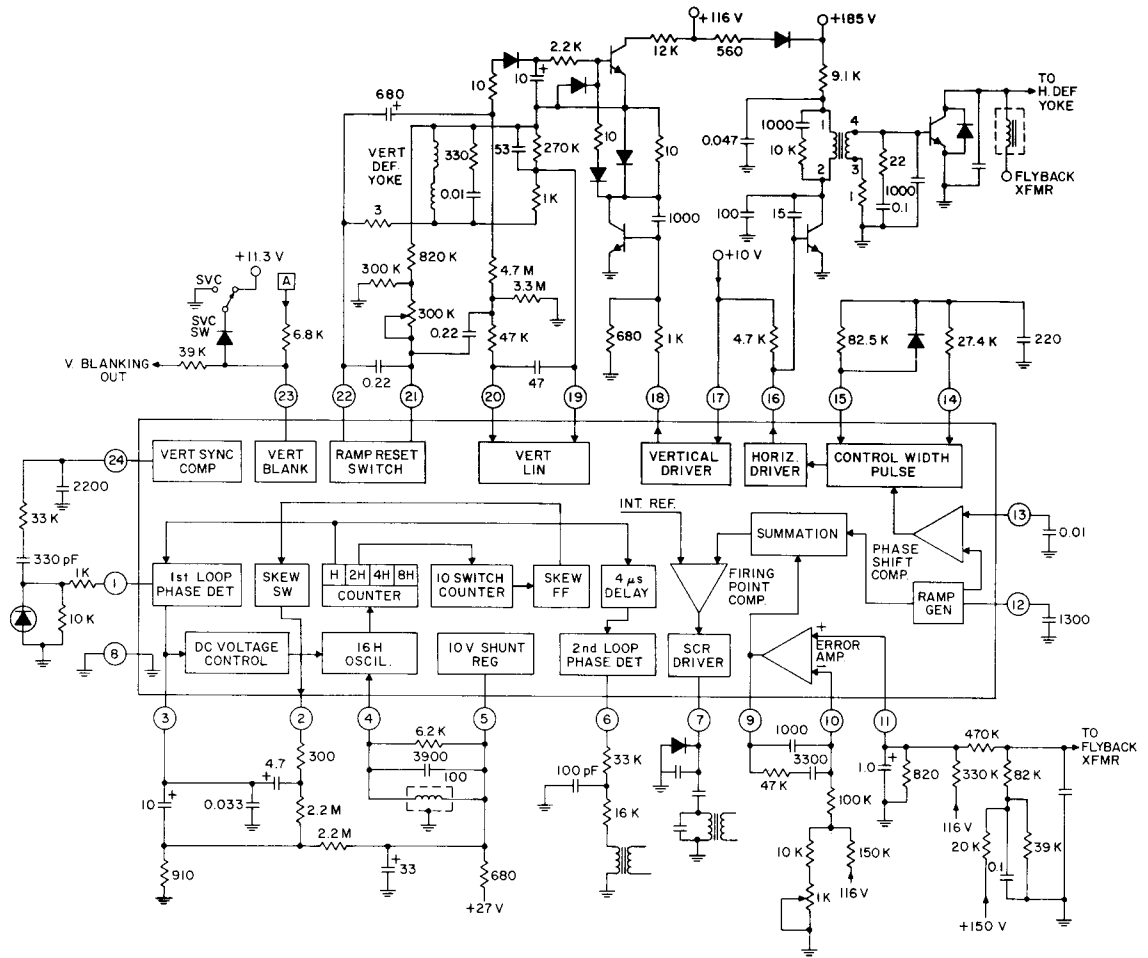 +116 V
+185 V
2.2 K
12 K
560
9.1 K
TO
H. DEF
YOKE
10
10
+
680
+
0.047
1000
10 K
1
2
4
3
22
1
1000
0.1
FLYBACK
XFMR
VERT
DEF.
YOKE
330
0.01
53
270 K
1K
10
10
1000
3
100
15
+10 V
+11.3 V
SVC
SVC
SW
A
6.8 K
39 K
V. BLANKING
OUT
820 K
300 K
300 K
0.22
0.22
4.7 M
3.3 M
47 K
47
680
1 K
4.7 K
82.5 K
27.4 K
220
23
22
21
20
19
18
17
16
15
14
24
VERT SYNC
COMP
VERT
BLANK
RAMP RESET
SWITCH
VERT
LIN
VERTICAL
DRIVER
HORIZ.
DRIVER
CONTROL WIDTH
PULSE
2200
33 K
330 pF
1K
10 K
1
8
INT. REF.
SUMMATION
PHASE
SHIFT
COMP.
13
0.01
1st LOOP
PHASE DET
SKEW
SW
H
2H
4H
8H
COUNTER
IO SWITCH
COUNTER
SKEW
FF
4 μs
DELAY
FIRING
POINT
COMP.
RAMP
GEN
12
1300
DC VOLTAGE
CONTROL
16 H
OSCIL.
10 V SHUNT
REG
2nd LOOP
PHASE DET
SCR
DRIVER
+
ERROR
AMP.
−
3
2
4
5
6
7
9
10
11
300
4.7
+
10
+
0.033
2.2 M
2.2 M
910
+
33
6.2 K
3900
100
680
+27 V
100 pF
33 K
16 K
1000
3300
47 K
100 K
10 K
150 K
1K
116 V
+
1.0
820
330 K
116 V
470 K
82 K
20 K
0.1
39 K
+150 V
TO
FLYBACK
XFMR